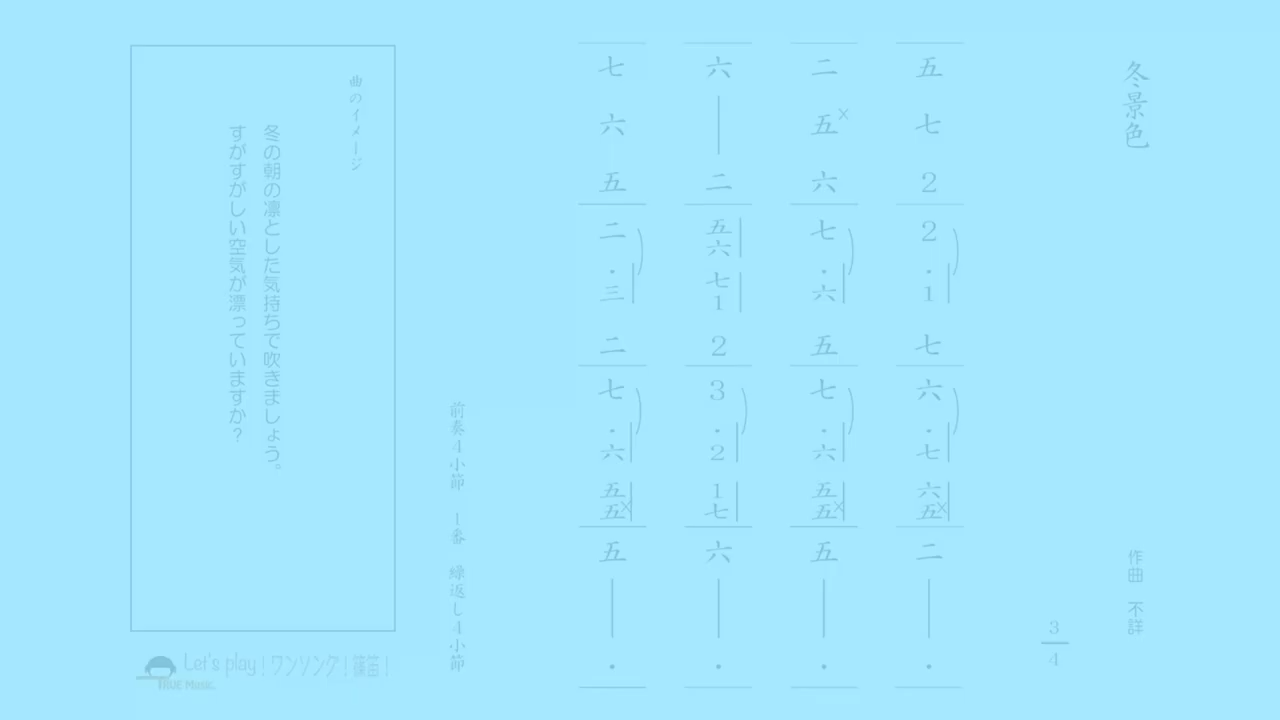 冬景色
作曲 不詳
3/4
五 七 2 2 ・ 1 七 六 ・ 七 六 五× 二 ｜ ・
二 五× 六 七 ・ 六 五 七 ・ 六 五 五× 五 ｜ ・
六 ｜ 二 五 六 七 1 2 3 ・ 2 1 七 六 ｜ ・
七 六 五 二 ・ 三 二 七 ・ 六 五 五× 五 ｜ ・
前奏4小節 1番 繰返し4小節
曲のイメージ
冬の朝の凛とした気持ちで吹きましょう。
すがすがしい空気が漂っていますか?
Let's play!ワンソング!篠笛!
TRUE Music.